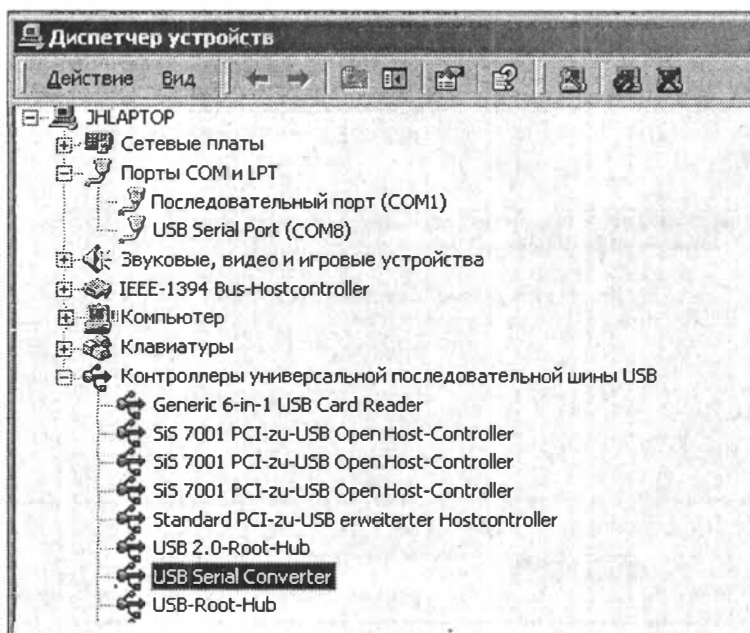 Диспетчер устройств
Действие Вид
JHLAPTOP
Сетевые платы
Порты COM и LPT
Последовательный порт (COM1)
USB Serial Port (COM8)
Звуковые, видео и игровые устройства
IEEE-1394 Bus-Hostcontroller
Компьютер
Клавиатуры
Контроллеры универсальной последовательной шины USB
Generic 6-in-1 USB Card Reader
SiS 7001 PCI-zu-USB Open Host-Controller
SiS 7001 PCI-zu-USB Open Host-Controller
SiS 7001 PCI-zu-USB Open Host-Controller
Standard PCI-zu-USB erweiterter Hostcontroller
USB 2.0-Root-Hub
USB Serial Converter
USB-Root-Hub